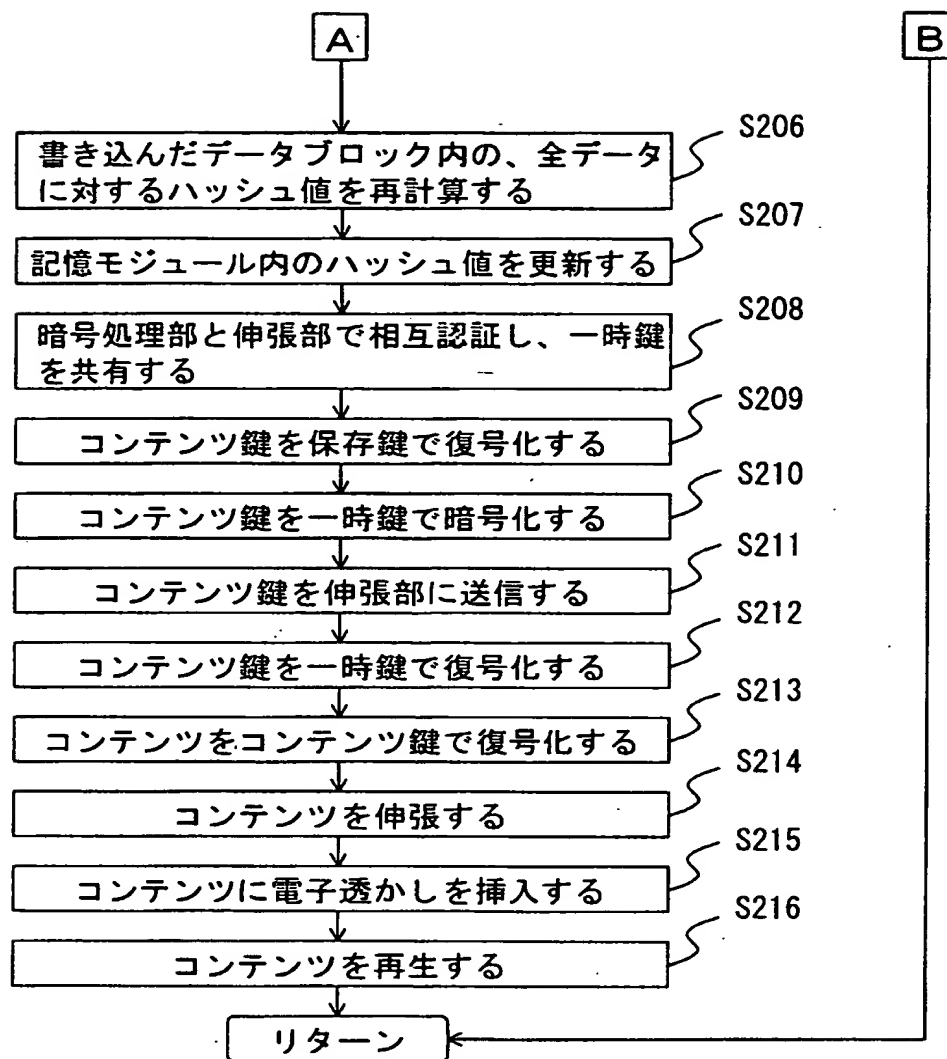 A
B
S206
書き込んだデータブロック内の、全データ
に対するハッシュ値を再計算する
S207
記憶モジュール内のハッシュ値を更新する
S208
暗号処理部と伸張部で相互認証し、一時鍵
を共有する
S209
コンテンツ鍵を保存鍵で復号化する
S210
コンテンツ鍵を一時鍵で暗号化する
S211
コンテンツ鍵を伸張部に送信する
S212
コンテンツ鍵を一時鍵で復号化する
S213
コンテンツをコンテンツ鍵で復号化する
S214
コンテンツを伸張する
S215
コンテンツに電子透かしを挿入する
S216
コンテンツを再生する
リターン